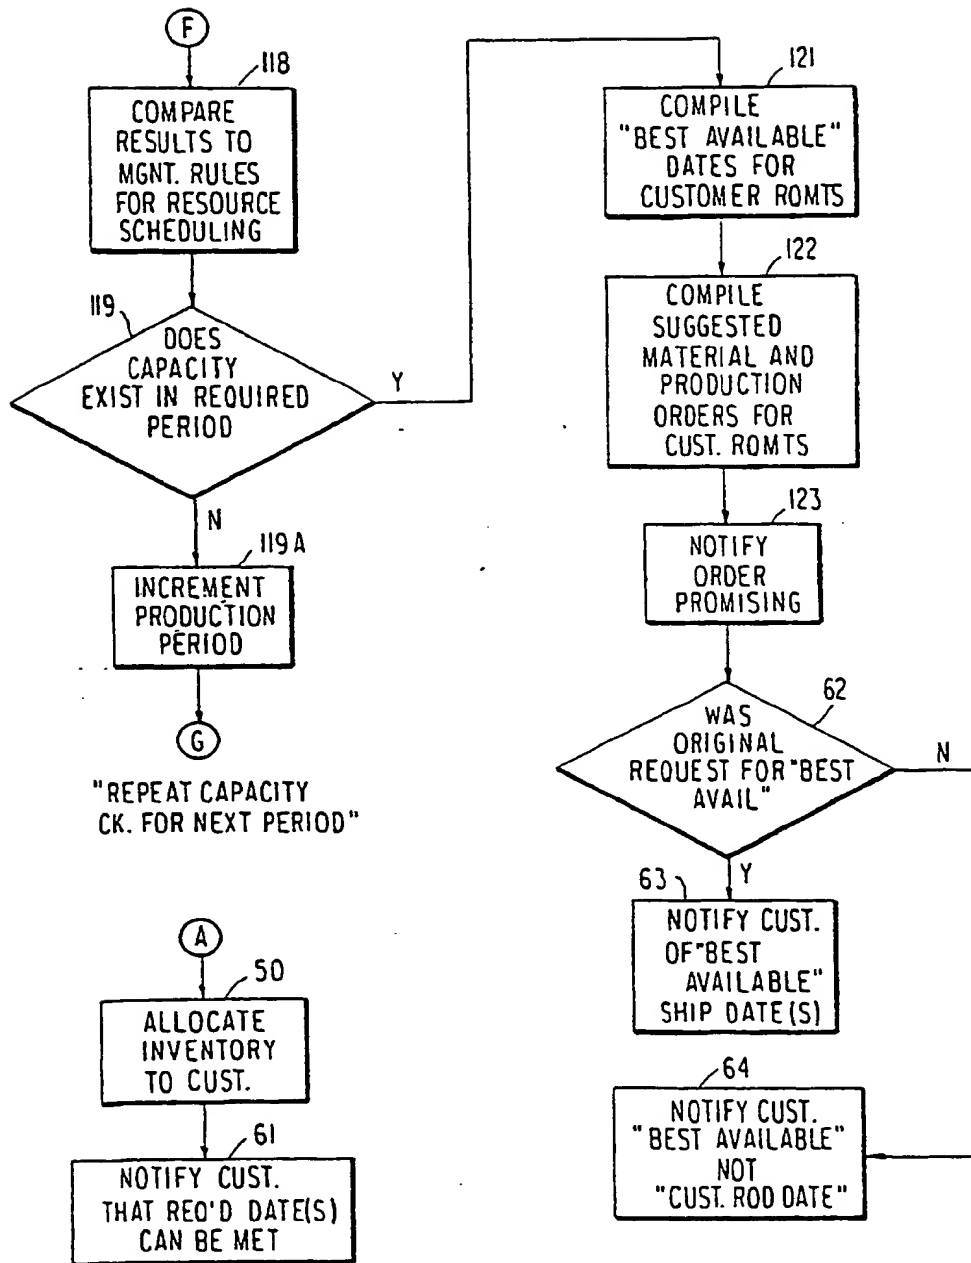 F
118
COMPARE
RESULTS TO
MGNT. RULES
FOR RESOURCE
SCHEDULING
119
DOES
CAPACITY
EXIST IN REQUIRED
PERIOD
Y
N
119A
INCREMENT
PRODUCTION
PERIOD
G
"REPEAT CAPACITY
CK. FOR NEXT PERIOD"
A
50
ALLOCATE
INVENTORY
TO CUST.
61
NOTIFY CUST.
THAT REQ'D DATE(S)
CAN BE MET
121
COMPILE
"BEST AVAILABLE"
DATES FOR
CUSTOMER RQMTS
122
COMPILE
SUGGESTED
MATERIAL AND
PRODUCTION
ORDERS FOR
CUST. RQMTS
123
NOTIFY
ORDER
PROMISING
62
WAS
ORIGINAL
REQUEST FOR "BEST
AVAIL"
N
Y
63
NOTIFY CUST.
OF "BEST
AVAILABLE"
SHIP DATE(S)
64
NOTIFY CUST.
"BEST AVAILABLE"
NOT
"CUST. RQD DATE"